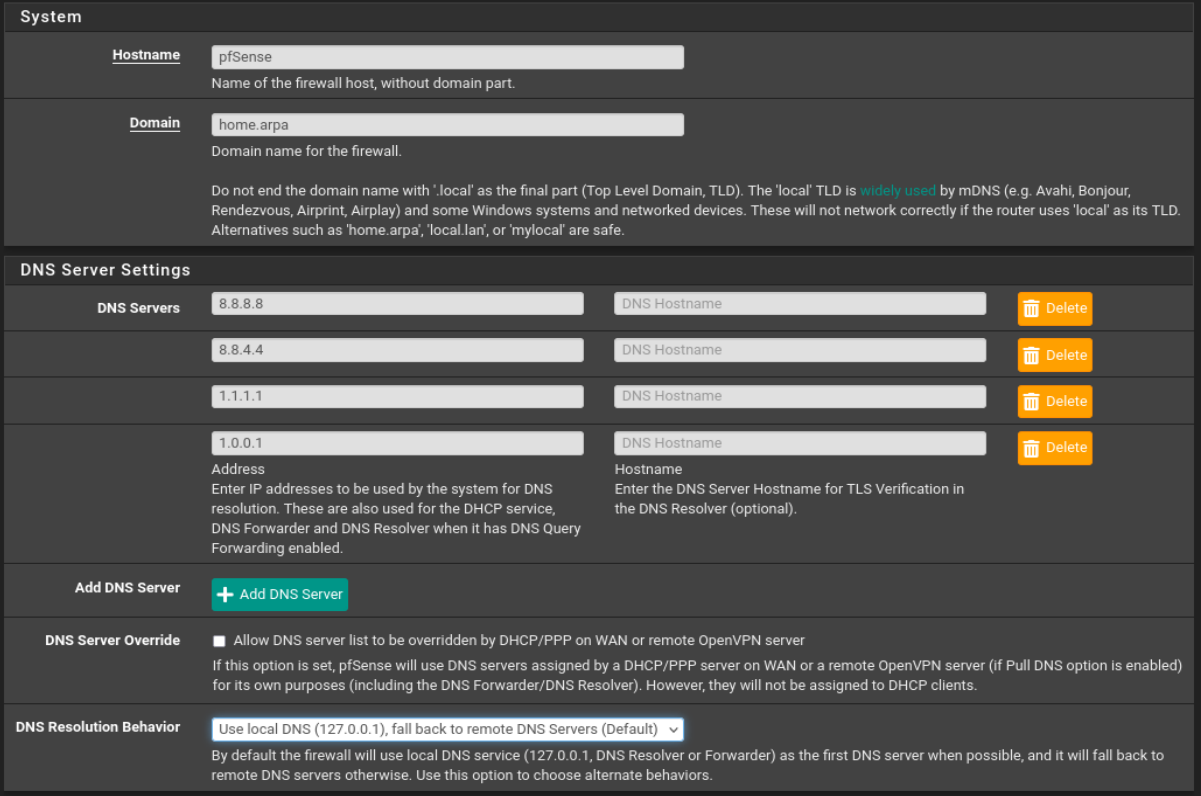 System
Hostname
pfSense
Name of the firewall host, without domain part.
Domain
home.arpa
Domain name for the firewall.
Do not end the domain name with '.local' as the final part (Top Level Domain, TLD). The 'local' TLD is widely used by mDNS (e.g. Avahi, Bonjour,
Rendezvous, Airprint, Airplay) and some Windows systems and networked devices. These will not network correctly if the router uses 'local' as its TLD.
Alternatives such as 'home.arpa', 'local.lan', or 'mylocal' are safe.
DNS Server Settings
DNS Servers
8.8.8.8
DNS Hostname
Delete
8.8.4.4
DNS Hostname
Delete
1.1.1.1
DNS Hostname
Delete
1.0.0.1
DNS Hostname
Delete
Address
Enter IP addresses to be used by the system for DNS
resolution. These are also used for the DHCP service,
DNS Forwarder and DNS Resolver when it has DNS Query
Forwarding enabled.
Hostname
Enter the DNS Server Hostname for TLS Verification in
the DNS Resolver (optional).
Add DNS Server
Add DNS Server
DNS Server Override
Allow DNS server list to be overridden by DHCP/PPP on WAN or remote OpenVPN server
If this option is set, pfSense will use DNS servers assigned by a DHCP/PPP server on WAN or a remote OpenVPN server (if Pull DNS option is enabled)
for its own purposes (including the DNS Forwarder/DNS Resolver). However, they will not be assigned to DHCP clients.
DNS Resolution Behavior
Use local DNS (127.0.0.1), fall back to remote DNS Servers (Default)
By default the firewall will use local DNS service (127.0.0.1, DNS Resolver or Forwarder) as the first DNS server when possible, and it will fall back to
remote DNS servers otherwise. Use this option to choose alternate behaviors.